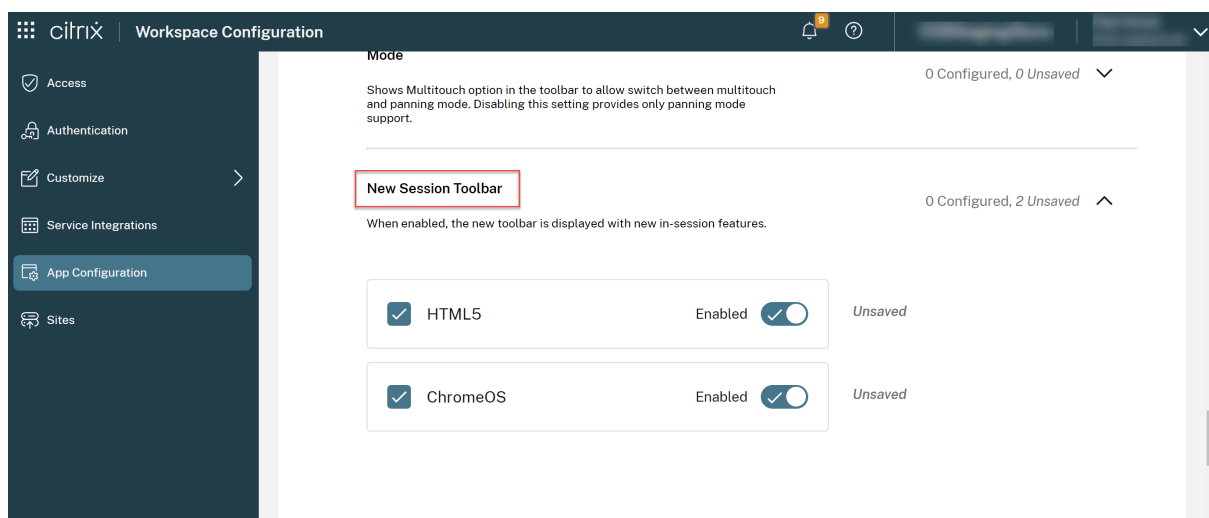 citrix
Workspace Configuration
9
?
Access
Authentication
Customize
Service Integrations
App Configuration
Sites
Mode
Shows Multitouch option in the toolbar to allow switch between multitouch
and panning mode. Disabling this setting provides only panning mode
support.
0 Configured, 0 Unsaved
New Session Toolbar
When enabled, the new toolbar is displayed with new in-session features.
0 Configured, 2 Unsaved
HTML5
Enabled
Unsaved
ChromeOS
Enabled
Unsaved